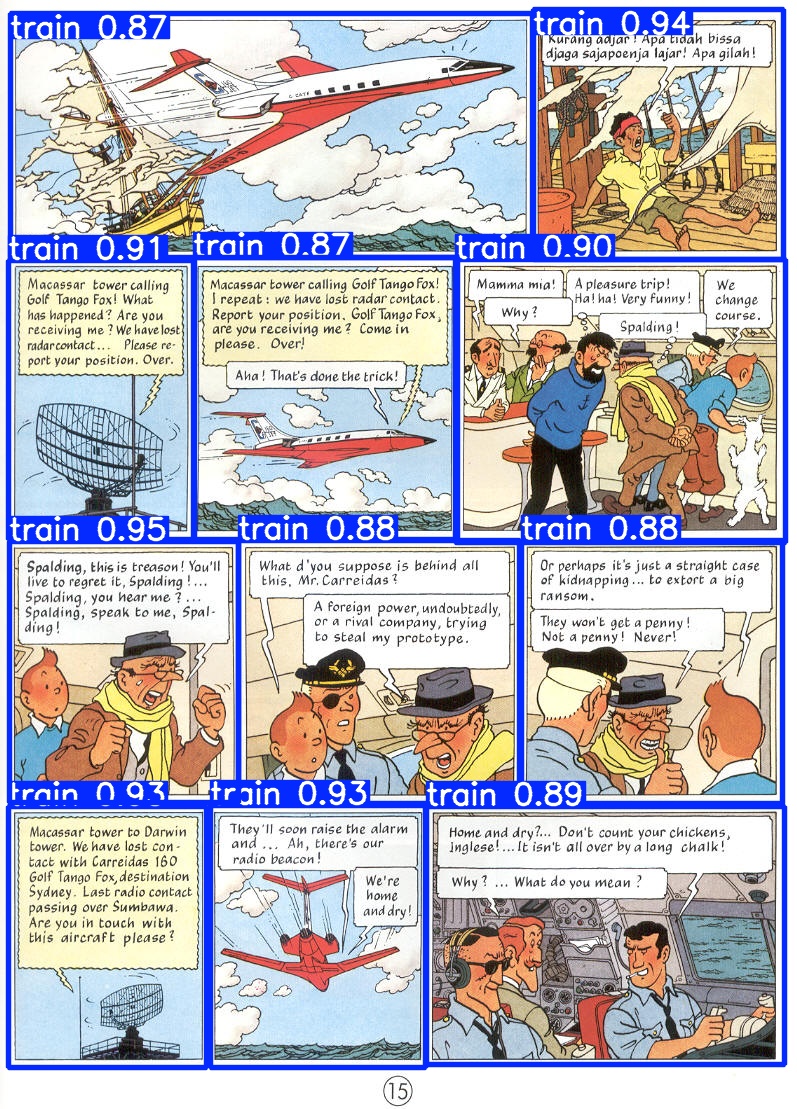 train 0.87
train 0.94
Kurang adjar! Apa tidah bissa
djaga sajapoenja lajar! Apa gilah!
train 0.91
Macassar tower calling
Golf Tango Fox! What
has happened? Are you
receiving me? We have lost
radar contact... Please re-
port your position. Over.
train 0.87
Macassar tower calling Golf Tango Fox!
I repeat: we have lost radar contact.
Report your position, Golf Tango Fox,
are you receiving me? Come in
please. Over!
Aha! That's done the trick!
train 0.90
Mamma mia!
Why?
A pleasure trip!
Ha! ha! Very funny!
Spalding!
We
change
course.
train 0.95
Spalding, this is treason! You'll
live to regret it, Spalding!...
Spalding, you hear me?...
Spalding, speak to me, Spal-
ding!
train 0.88
What d'you suppose is behind all
this, Mr. Carreidas?
A foreign power, undoubtedly,
or a rival company, trying
to steal my prototype.
train 0.88
Or perhaps it's just a straight case
of kidnapping... to extort a big
ransom.
They won't get a penny!
Not a penny! Never!
train 0.93
Macassar tower to Darwin
tower. We have lost con-
tact with Carreidas 160
Golf Tango Fox, destination
Sydney. Last radio contact
passing over Sumbawa.
Are you in touch with
this aircraft please?
train 0.93
They'll soon raise the alarm
and ... Ah, there's our
radio beacon!
We're
home
and dry!
train 0.89
Home and dry?... Don't count your chickens,
inglese!...It isn't all over by a long chalk!
Why? ... What do you mean?
15